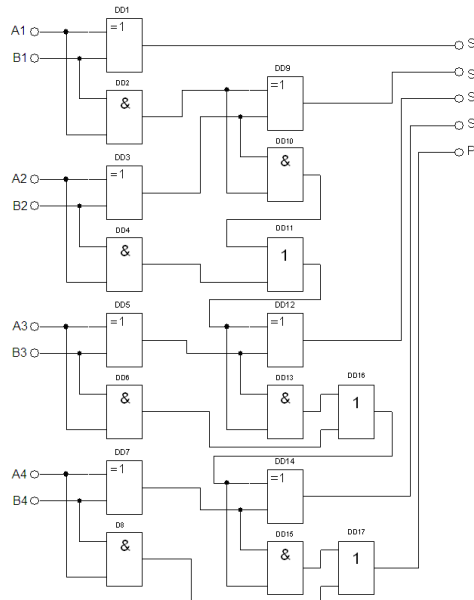 DD1
A1
=1
S
B1
DD2
DD9
S
&
=1
S
DD10
S
DD3
&
P
A2
=1
B2
DD4
DD11
&
1
DD5
DD12
A3
=1
=1
B3
DD6
DD13
DD16
&
&
1
DD7
DD14
A4
=1
=1
B4
D8
DD15
DD17
&
&
1